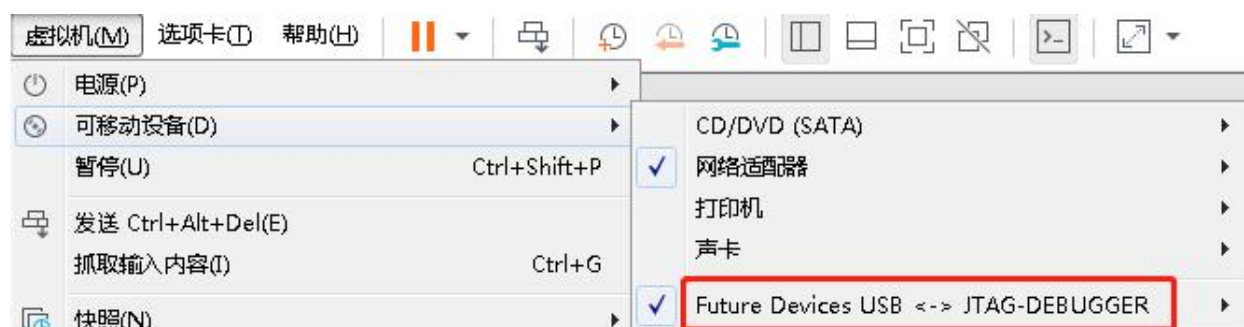 虚拟机(M) 选项卡(T) 帮助(H)
电源(P)
可移动设备(D)
CD/DVD (SATA)
暂停(U) Ctrl+Shift+P
网络适配器
打印机
发送 Ctrl+Alt+Del(E)
声卡
抓取输入内容(I) Ctrl+G
Future Devices USB <-> JTAG-DEBUGGER
快照(N)